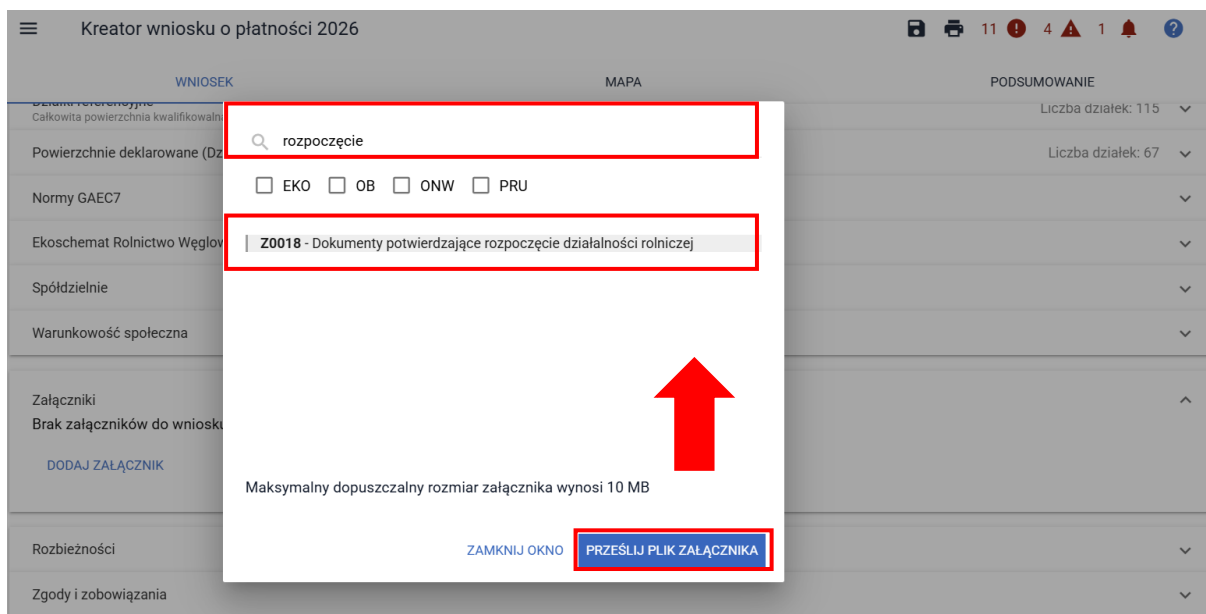 Kreator wniosku o płatności 2026
11 4 1 ?
WNIOSEK MAPA PODSUMOWANIE
Działki referencyjne
Całkowita powierzchnia Liczba działek: 115
rozpoczęcie
Powierzchnie deklarowane Liczba działek: 67
EKO OB ONW PRU
Normy GAEC7
Z0018 - Dokumenty potwierdzające rozpoczęcie działalności rolniczej
Ekoschemat Rolnictwo
Spółdzielnie
Warunkowość społeczna
Załączniki
Brak załączników do wniosku
DODAJ ZAŁĄCZNIK
Maksymalny dopuszczalny rozmiar załącznika wynosi 10 MB
ZAMKNIJ OKNO PRZEŚLIJ PLIK ZAŁĄCZNIKA
Rozbieżności
Zgody i zobowiązania